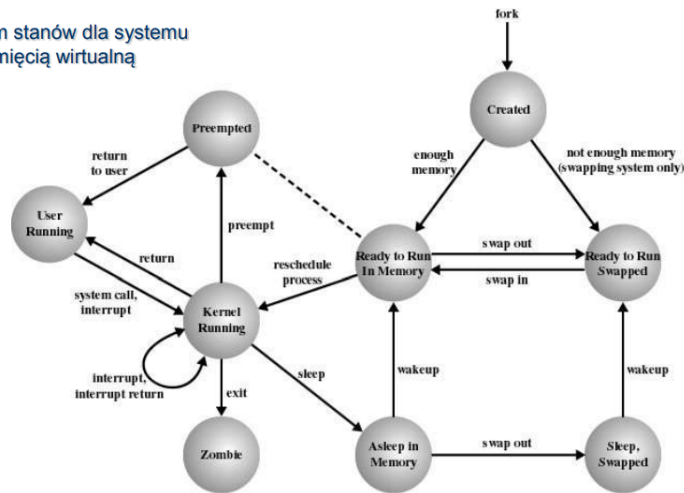 n stanów dla systemu
mięcią wirtualną
fork
Created
Preempted
return
to user
enough
memory
not enough memory
(swapping system only)
User
Running
preempt
return
reschedule
process
Ready to Run
In Memory
swap out
swap in
Ready to Run
Swapped
system call,
interrupt
Kernel
Running
interrupt,
interrupt return
sleep
exit
wakeup
wakeup
Zombie
Asleep in
Memory
swap out
Sleep,
Swapped